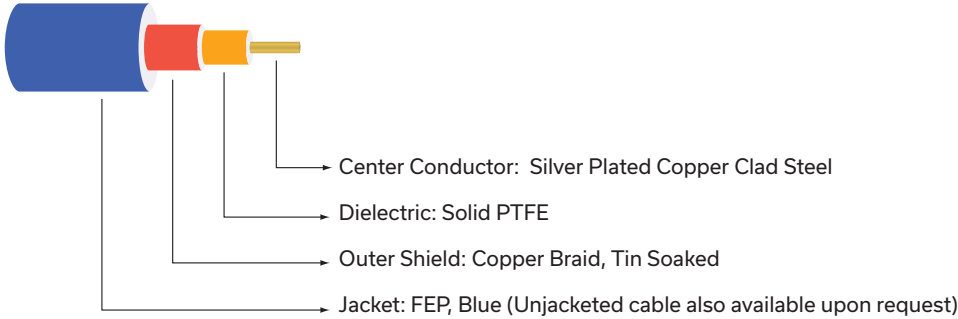 Center Conductor: Silver Plated Copper Clad Steel
Dielectric: Solid PTFE
Outer Shield: Copper Braid, Tin Soaked
Jacket: FEP, Blue (Unjacketed cable also available upon request)